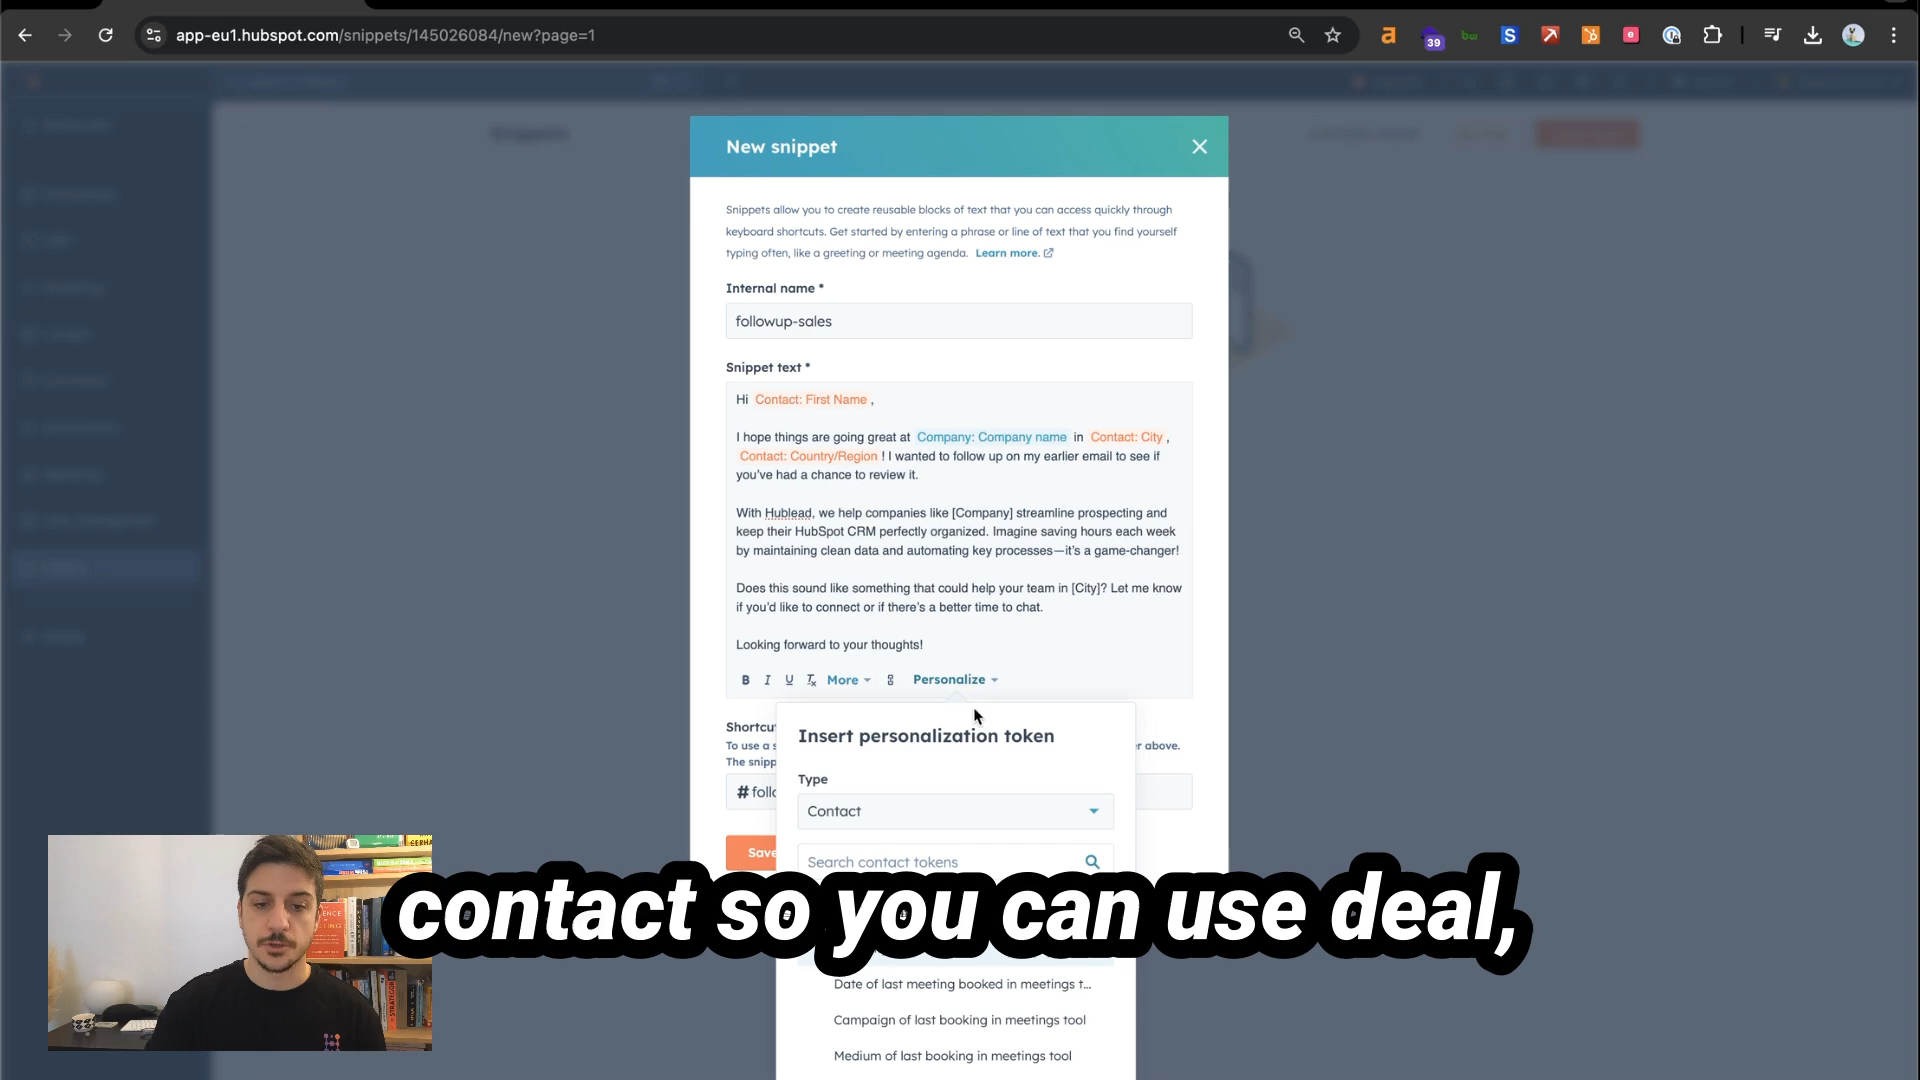 app-eu1.hubspot.com/snippets/145026084/new?page=1
39
New snippet
Snippets allow you to create reusable blocks of text that you can access quickly through
keyboard shortcuts. Get started by entering a phrase or line of text that you find yourself
typing often, like a greeting or meeting agenda. Learn more.
Internal name *
followup-sales
Snippet text *
Hi Contact: First Name ,
I hope things are going great at Company: Company name in Contact: City ,
Contact: Country/Region ! I wanted to follow up on my earlier email to see if
you've had a chance to review it.
With Hublead, we help companies like [Company] streamline prospecting and
keep their HubSpot CRM perfectly organized. Imagine saving hours each week
by maintaining clean data and automating key processes—it's a game-changer!
Does this sound like something that could help your team in [City]? Let me know
if you'd like to connect or if there's a better time to chat.
Looking forward to your thoughts!
B I U Tx More Personalize
Insert personalization token
Type
Contact
Search contact tokens
Shortcu
To use a s r above.
The snipp
# follo
Save
contact so you can use deal,
Date of last meeting booked in meetings t...
Campaign of last booking in meetings tool
Medium of last booking in meetings tool